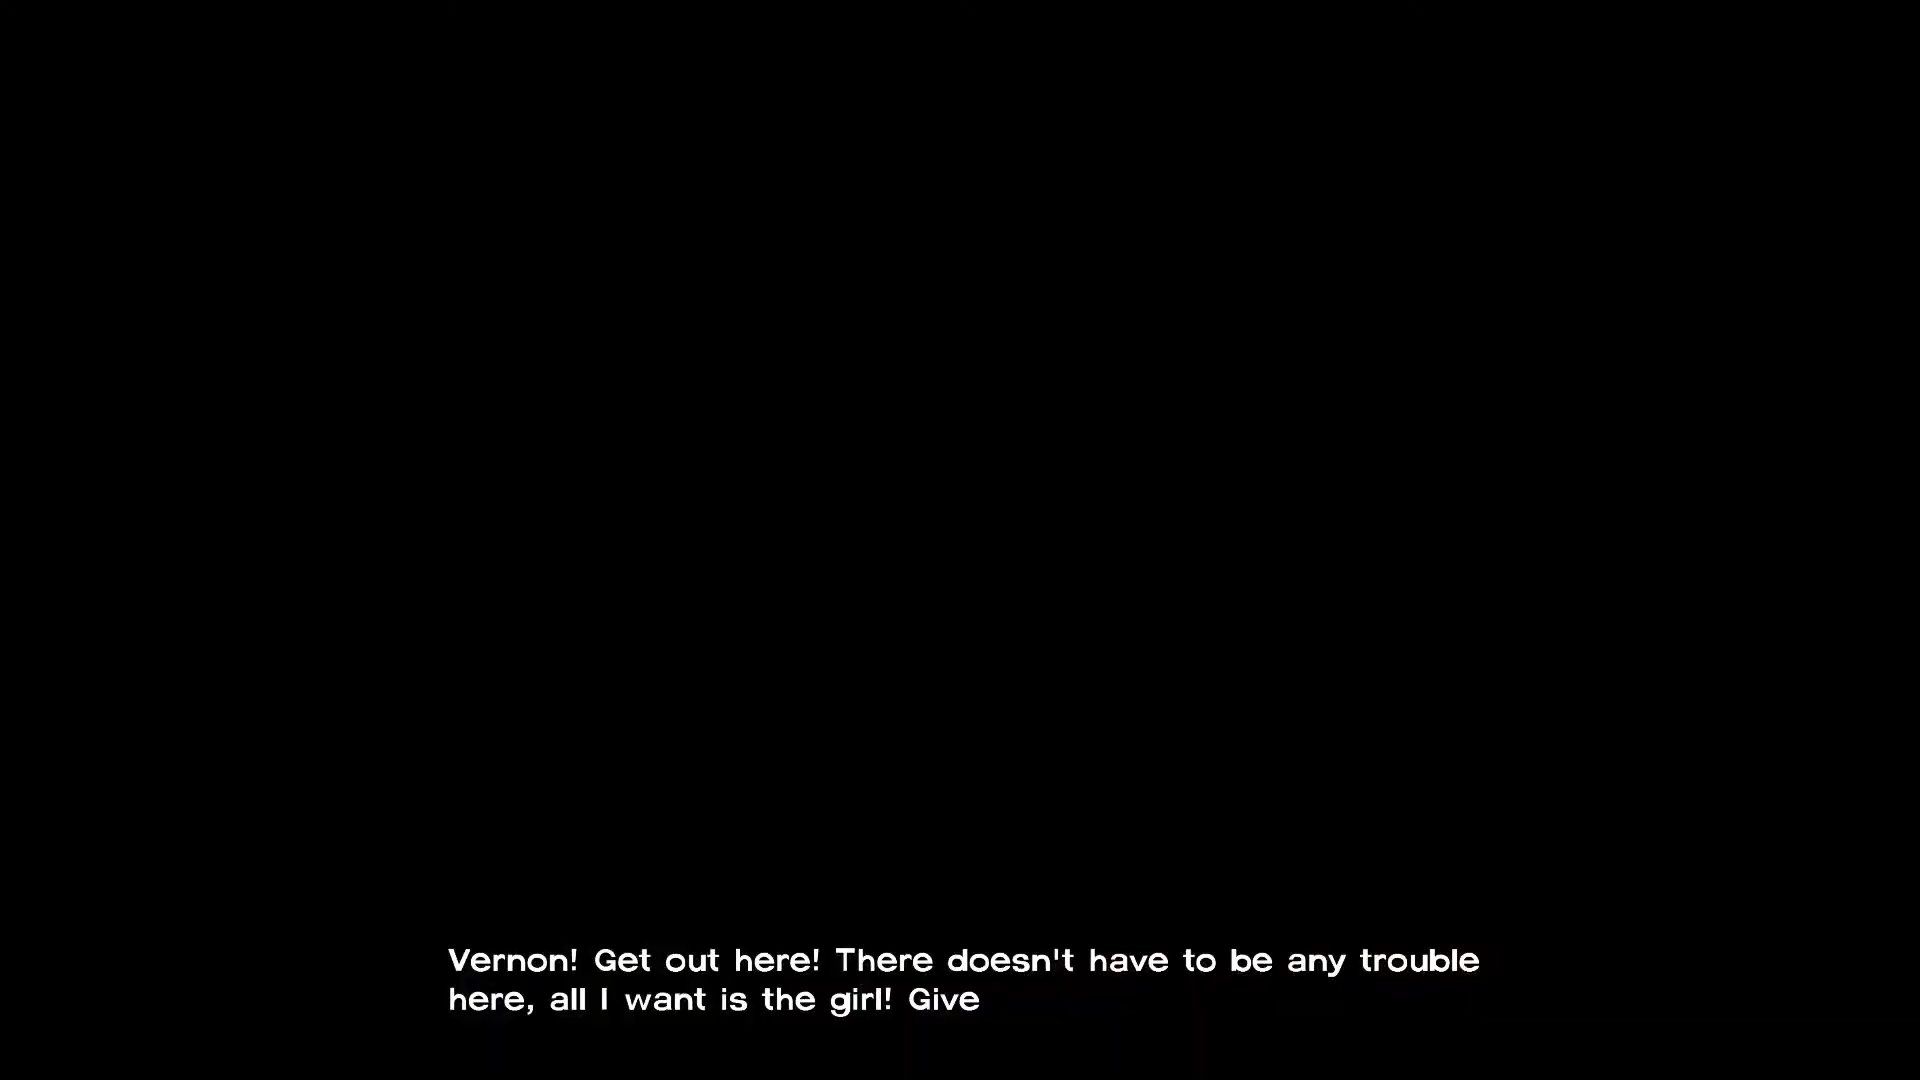 Vernon! Get out here! There doesn't have to be any trouble
here, all I want is the girl! Give